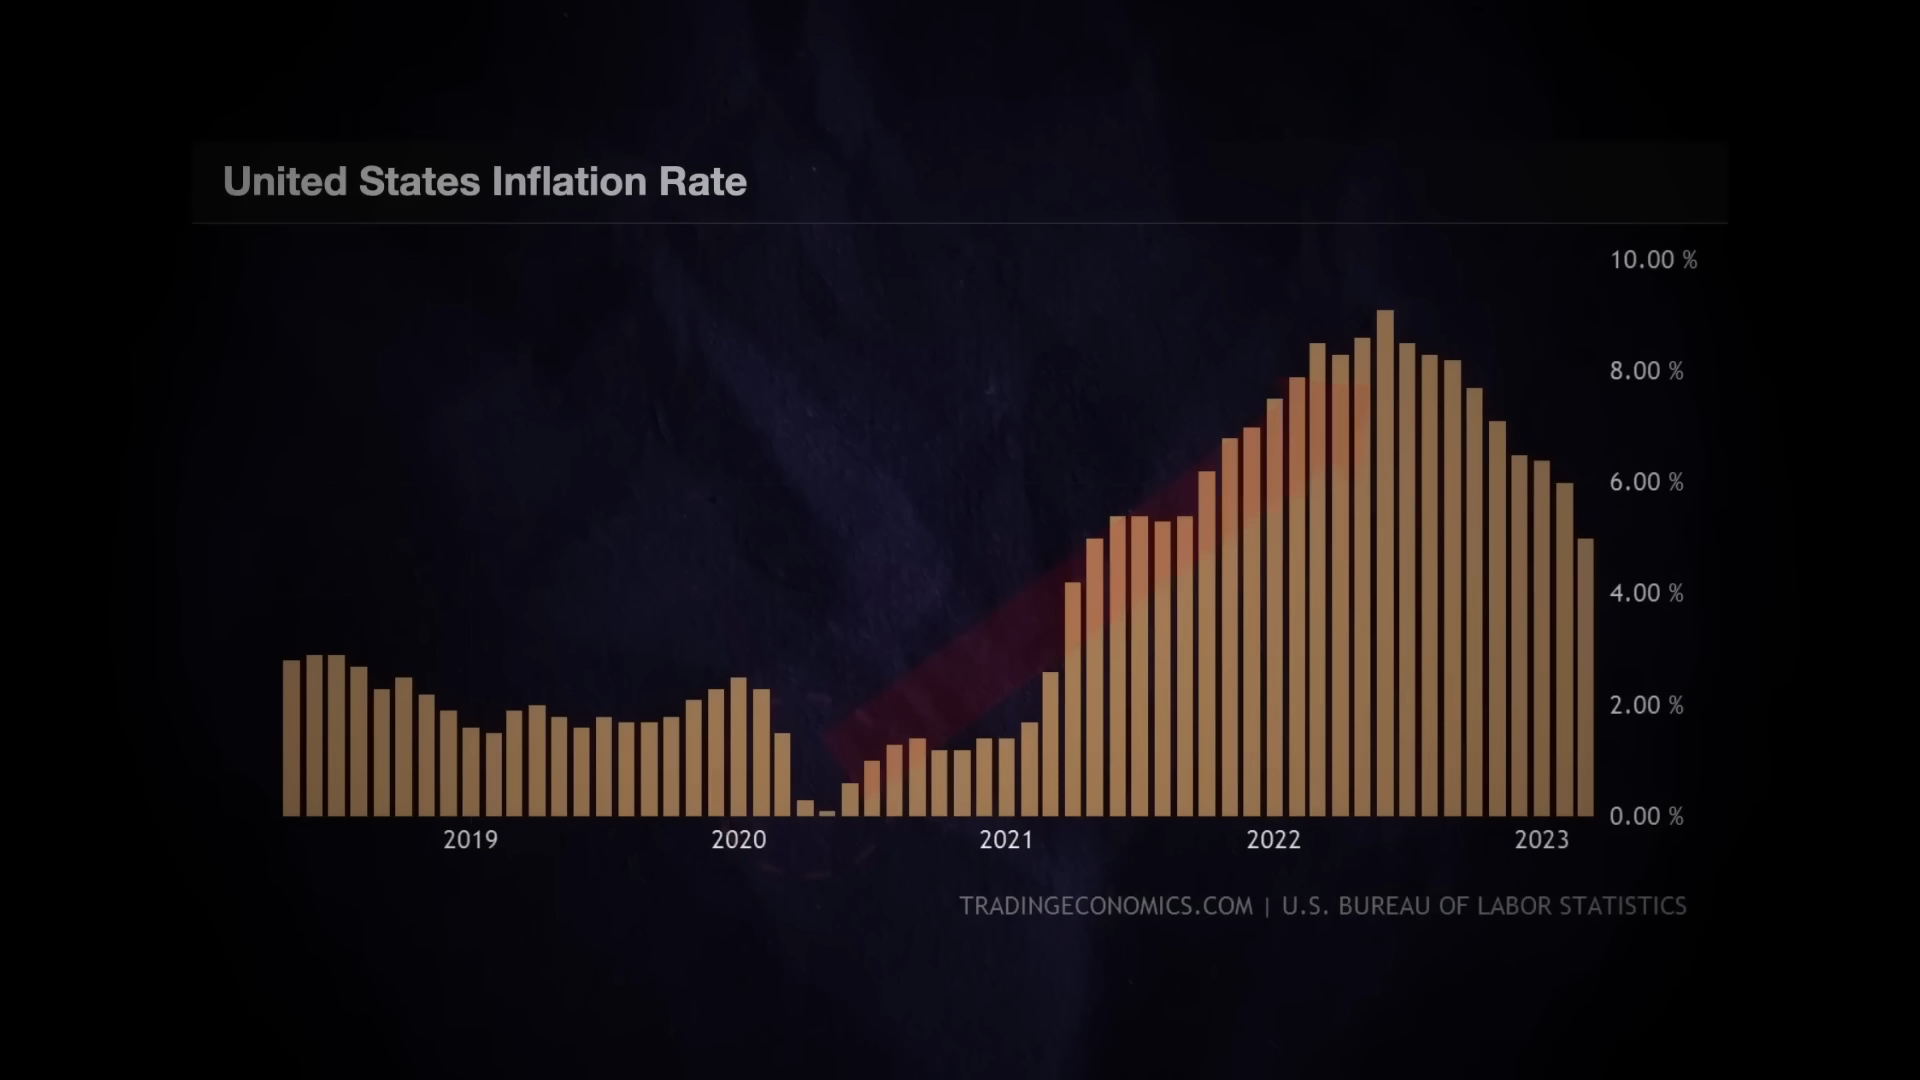 United States Inflation Rate
10.00 %
8.00 %
6.00 %
4.00 %
2.00 %
0.00 %
2019 2020 2021 2022 2023
TRADINGECONOMICS.COM | U.S. BUREAU OF LABOR STATISTICS